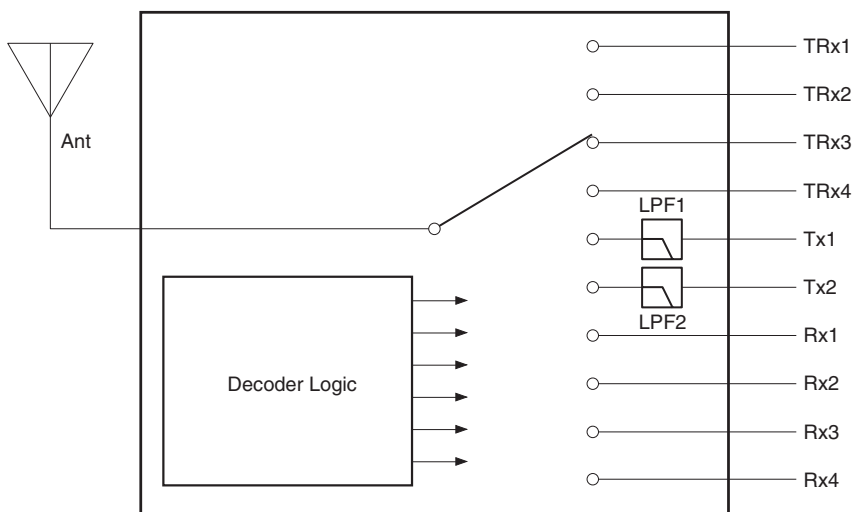 TRx1
TRx2
Ant
TRx3
TRx4
LPF1
Tx1
Tx2
LPF2
Rx1
Decoder Logic
Rx2
Rx3
Rx4